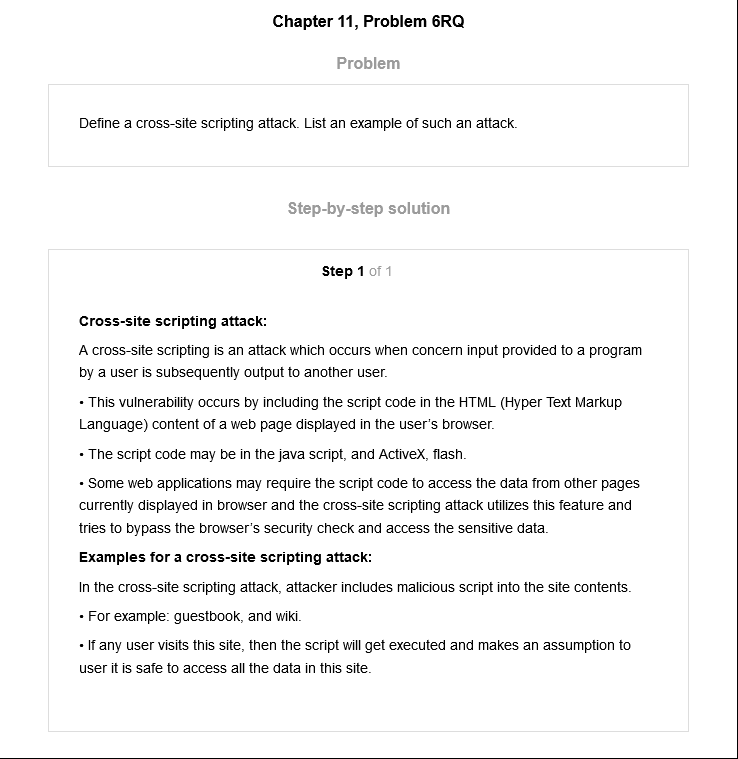 Chapter 11, Problem 6RQ
Problem
Define a cross-site scripting attack. List an example of such an attack.
Step-by-step solution
Step 1 of 1
Cross-site scripting attack:
A cross-site scripting is an attack which occurs when concern input provided to a program
by a user is subsequently output to another user.
• This vulnerability occurs by including the script code in the HTML (Hyper Text Markup
Language) content of a web page displayed in the user’s browser.
• The script code may be in the java script, and ActiveX, flash.
• Some web applications may require the script code to access the data from other pages
currently displayed in browser and the cross-site scripting attack utilizes this feature and
tries to bypass the browser’s security check and access the sensitive data.
Examples for a cross-site scripting attack:
In the cross-site scripting attack, attacker includes malicious script into the site contents.
• For example: guestbook, and wiki.
• If any user visits this site, then the script will get executed and makes an assumption to
user it is safe to access all the data in this site.